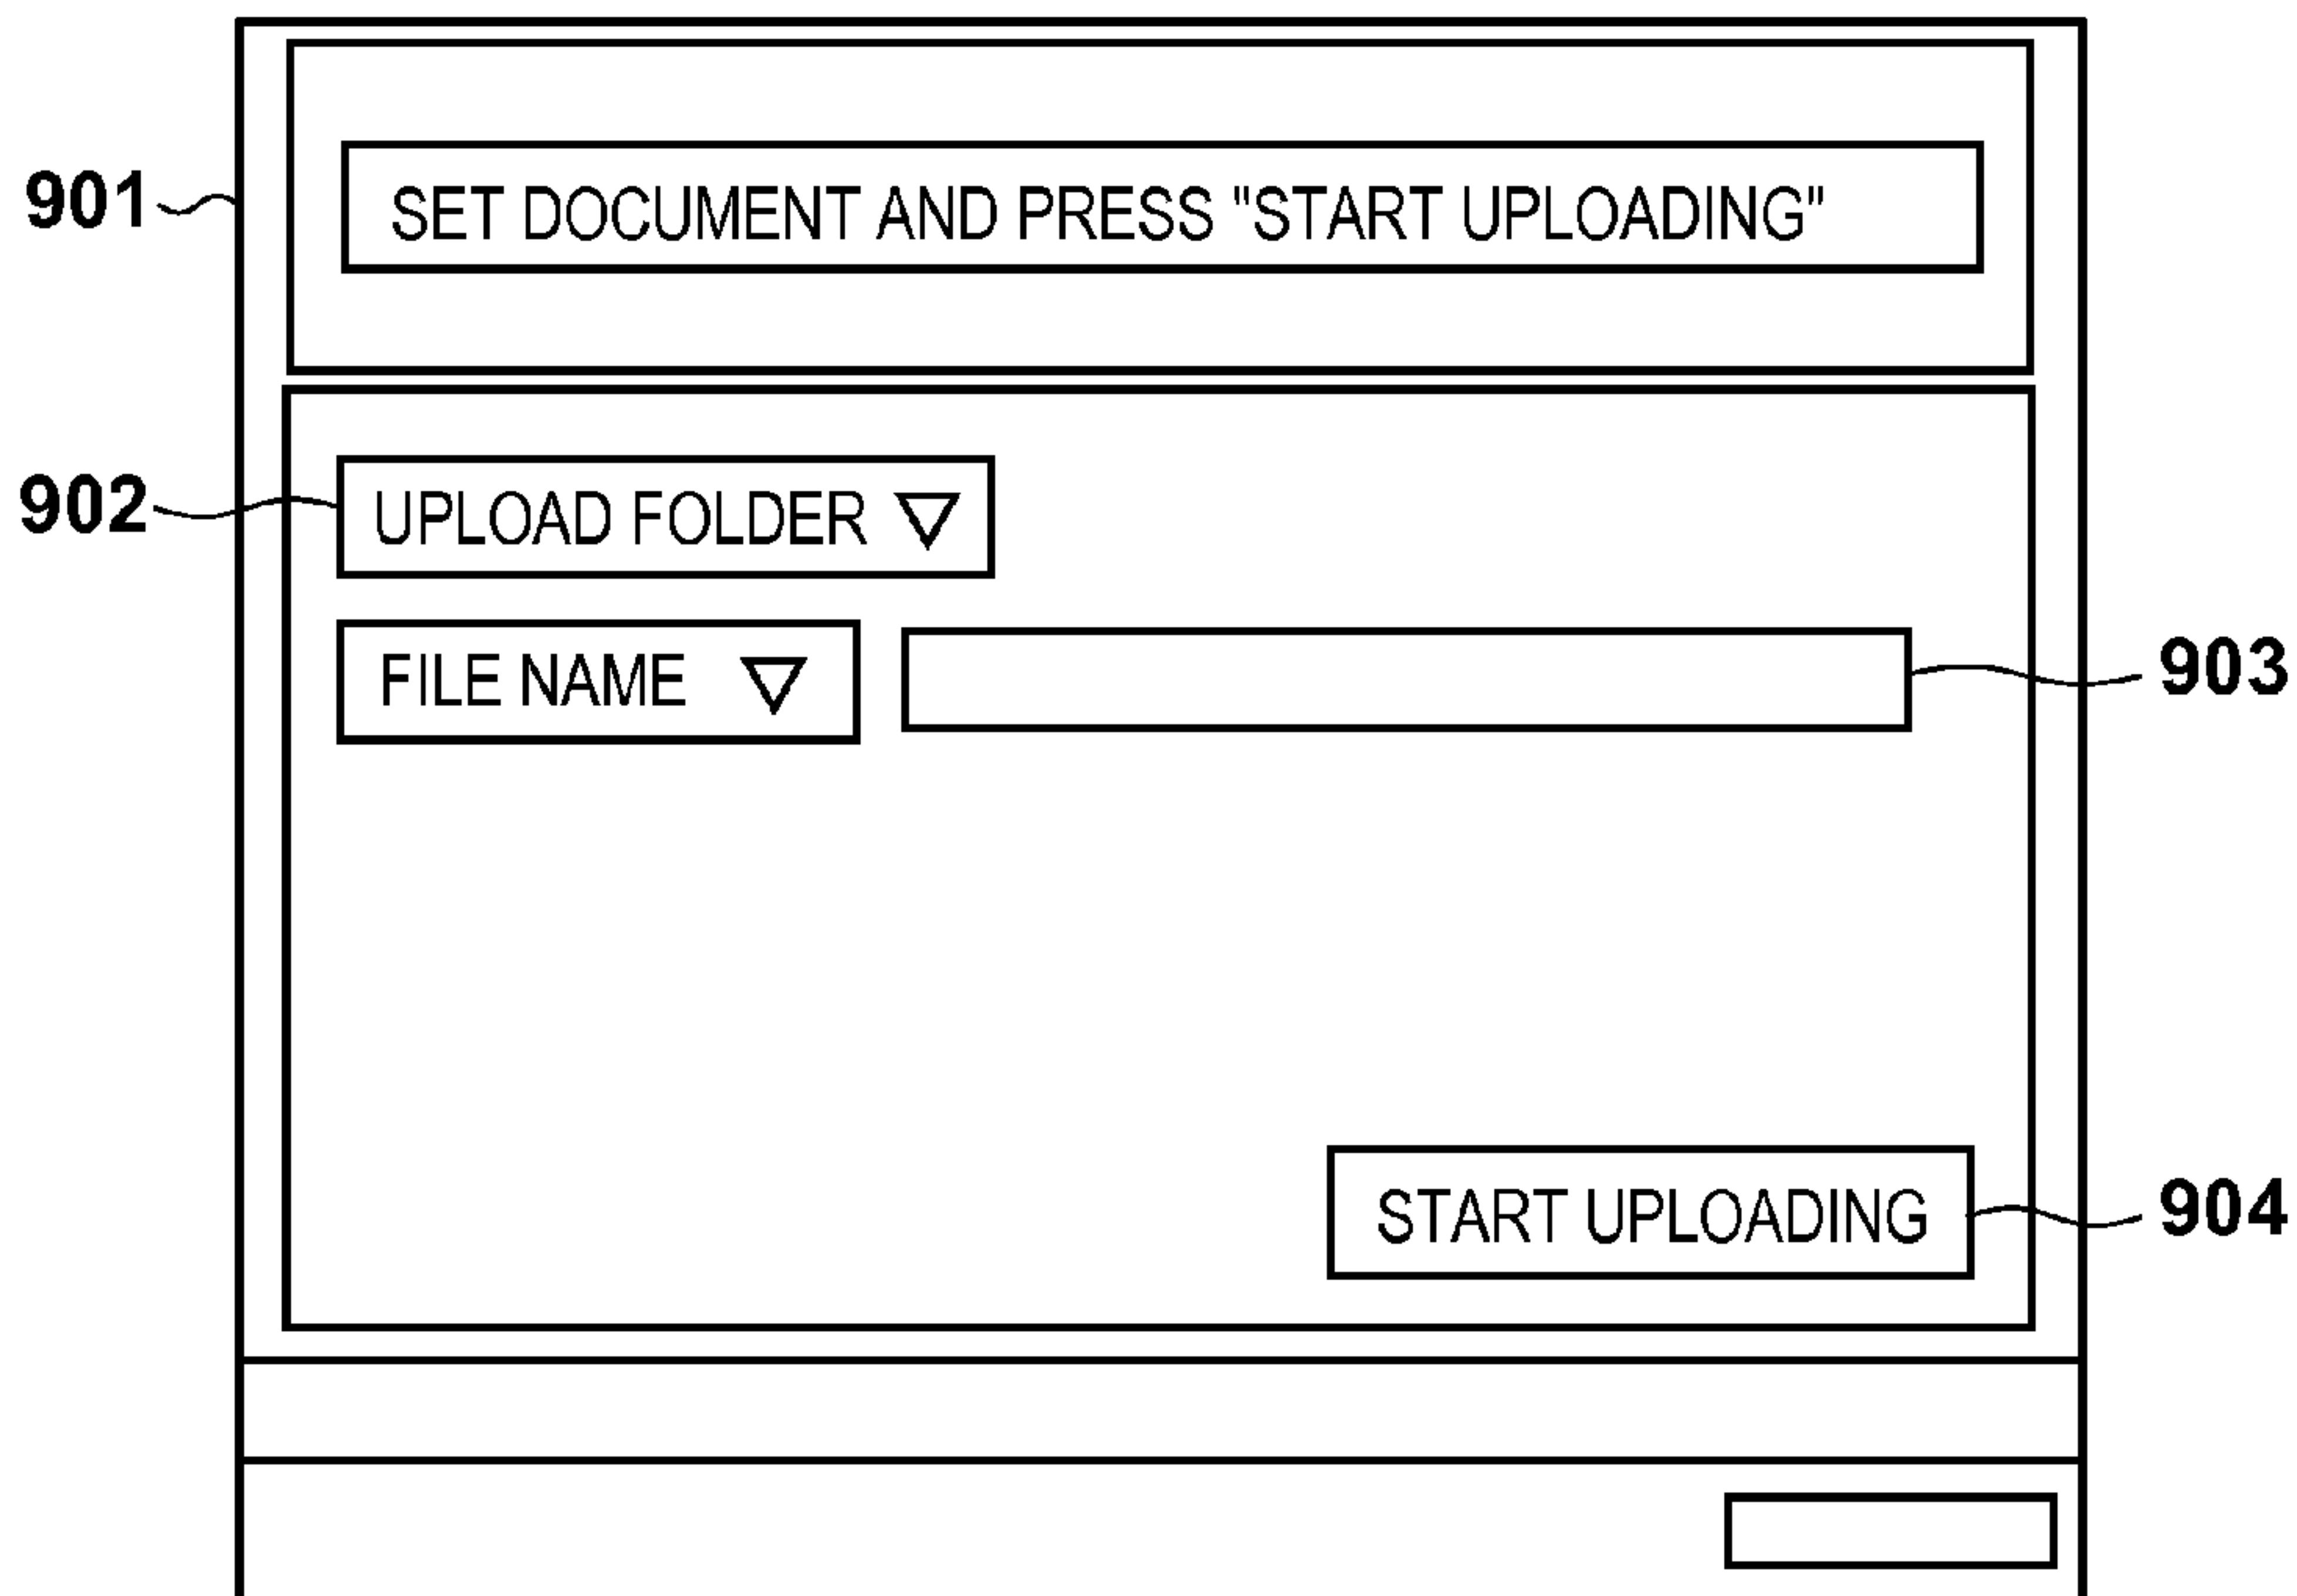 901
SET DOCUMENT AND PRESS "START UPLOADING"
902
UPLOAD FOLDER ▽
FILE NAME ▽
903
START UPLOADING
904